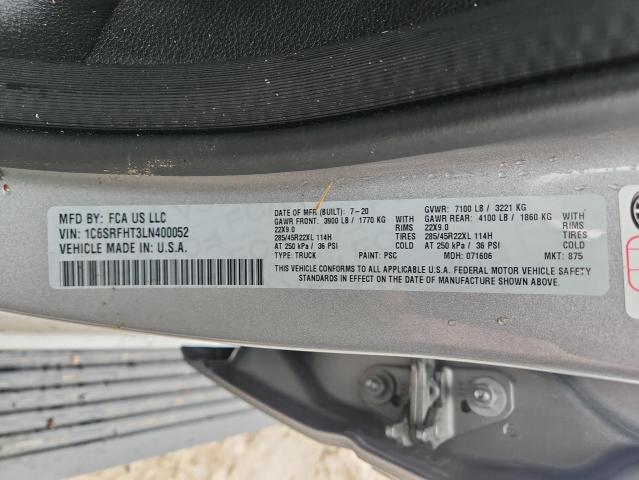 MFD BY: FCA US LLC
VIN: 1C6SRFHT3LN400052
VEHICLE MADE IN U.S.A.
DATE OF MFR (BUILT): 7-20 GVWR: 7100 LB / 3221 KG
GAWR FRONT: 3900 LB / 1770 KG WITH GAWR REAR: 4100 LB / 1860 KG WITH
22X9.0 RIMS 22X9.0 RIMS
285/45R22XL 114H TIRES 285/45R22XL 114H TIRES
AT 250 kPa / 36 PSI AT 250 kPa / 36 PSI
TYPE: TRUCK PAINT: PSC MDH: 071606 MKT: 875
THIS VEHICLE CONFORMS TO ALL APPLICABLE U.S.A. FEDERAL MOTOR VEHICLE SAFETY
STANDARDS IN EFFECT ON THE DATE OF MANUFACTURE SHOWN ABOVE.